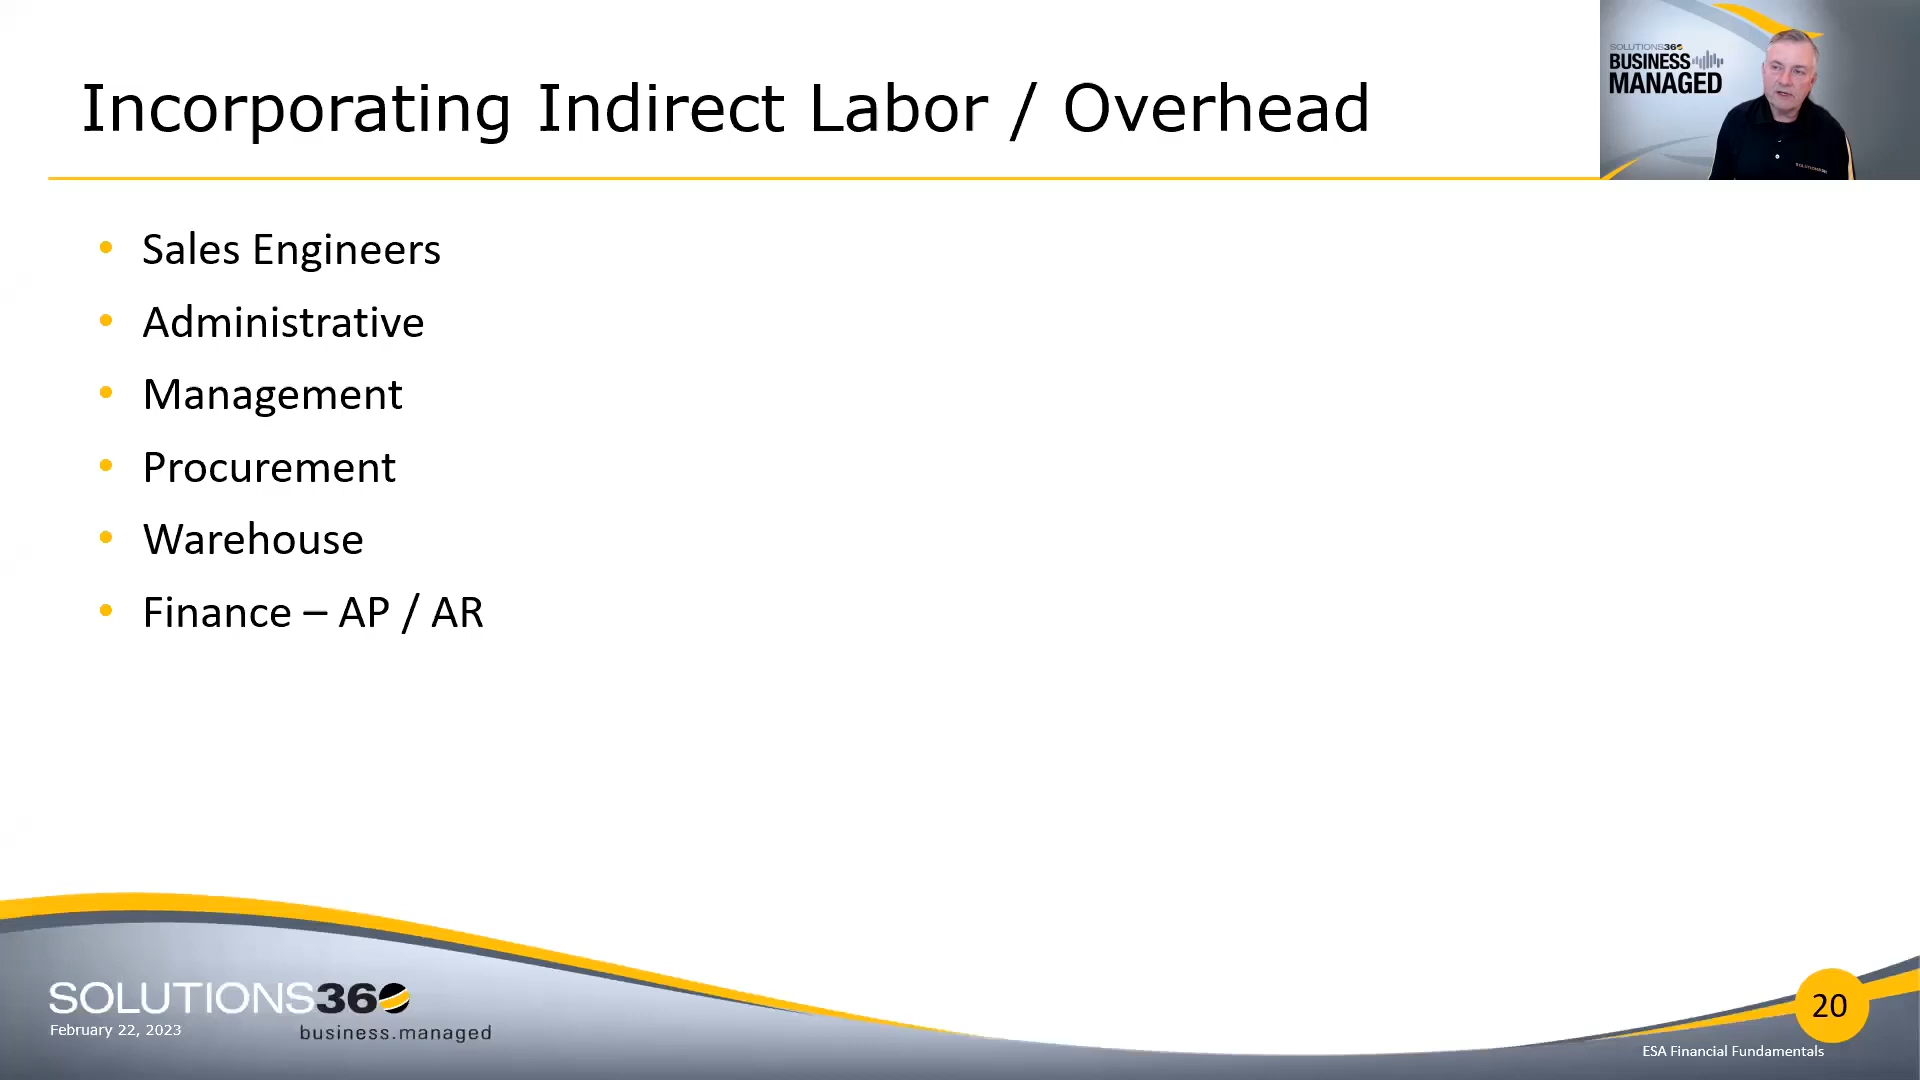 Incorporating Indirect Labor / Overhead
SOLUTIONS360
BUSINESS
MANAGED
SOLUTIONS360
• Sales Engineers
• Administrative
• Management
• Procurement
• Warehouse
• Finance – AP / AR
SOLUTIONS360
February 22, 2023
business.managed
20
ESA Financial Fundamentals